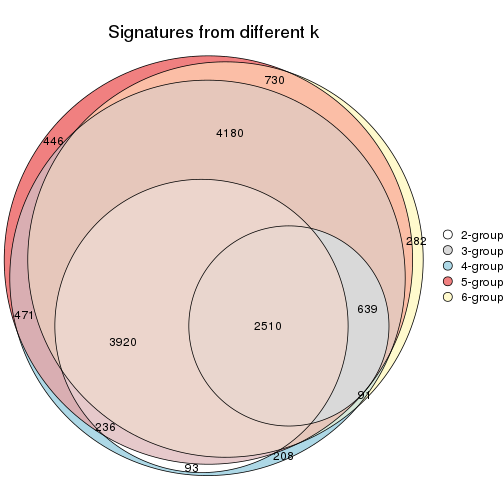 Signatures from different k
730
4180
446
282
471
639
2510
3920
91
236
208
93
2-group
3-group
4-group
5-group
6-group